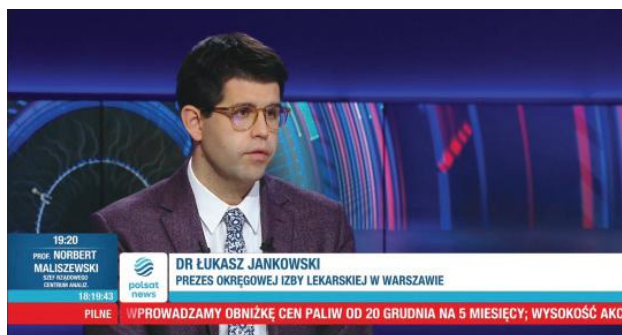 19:20
PROF. NORBERT
MALISZEWSKI
SZEF RZĄDOWEGO
CENTRUM ANALIZ.
18:19:43
polsat
news
DR ŁUKASZ JANKOWSKI
PREZES OKRĘGOWEJ IZBY LEKARSKIEJ W WARSZAWIE
PILNE
WPROWADZAMY OBNIŻKĘ CEN PALIW OD 20 GRUDNIA NA 5 MIESIĘCY; WYSOKOŚĆ AKC